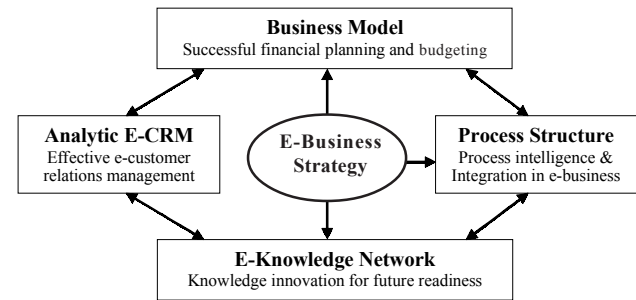 Business Model
Successful financial planning and budgeting
Analytic E-CRM
Effective e-customer
relations management
E-Business
Strategy
Process Structure
Process intelligence &
Integration in e-business
E-Knowledge Network
Knowledge innovation for future readiness